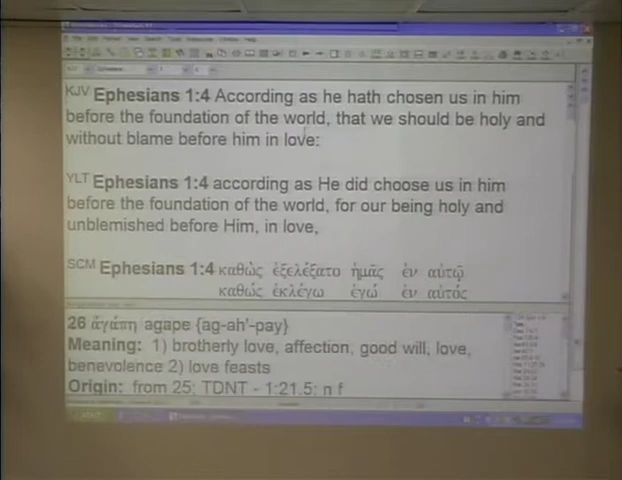 KJV Ephesians 1:4 According as he hath chosen us in him
before the foundation of the world, that we should be holy and
without blame before him in love:
YLT Ephesians 1:4 according as He did choose us in him
before the foundation of the world, for our being holy and
unblemished before Him, in love,
SCM Ephesians 1:4 καθὼς ἐξελέξατο ἡμᾶς ἐν αὐτῷ
καθώς ἐκλέγω ἐγώ ἐν αὐτός
26 ἀγάπη agape {ag-ah'-pay}
Meaning: 1) brotherly love, affection, good will, love,
benevolence 2) love feasts
Origin: from 25; TDNT - 1:21,5; n f